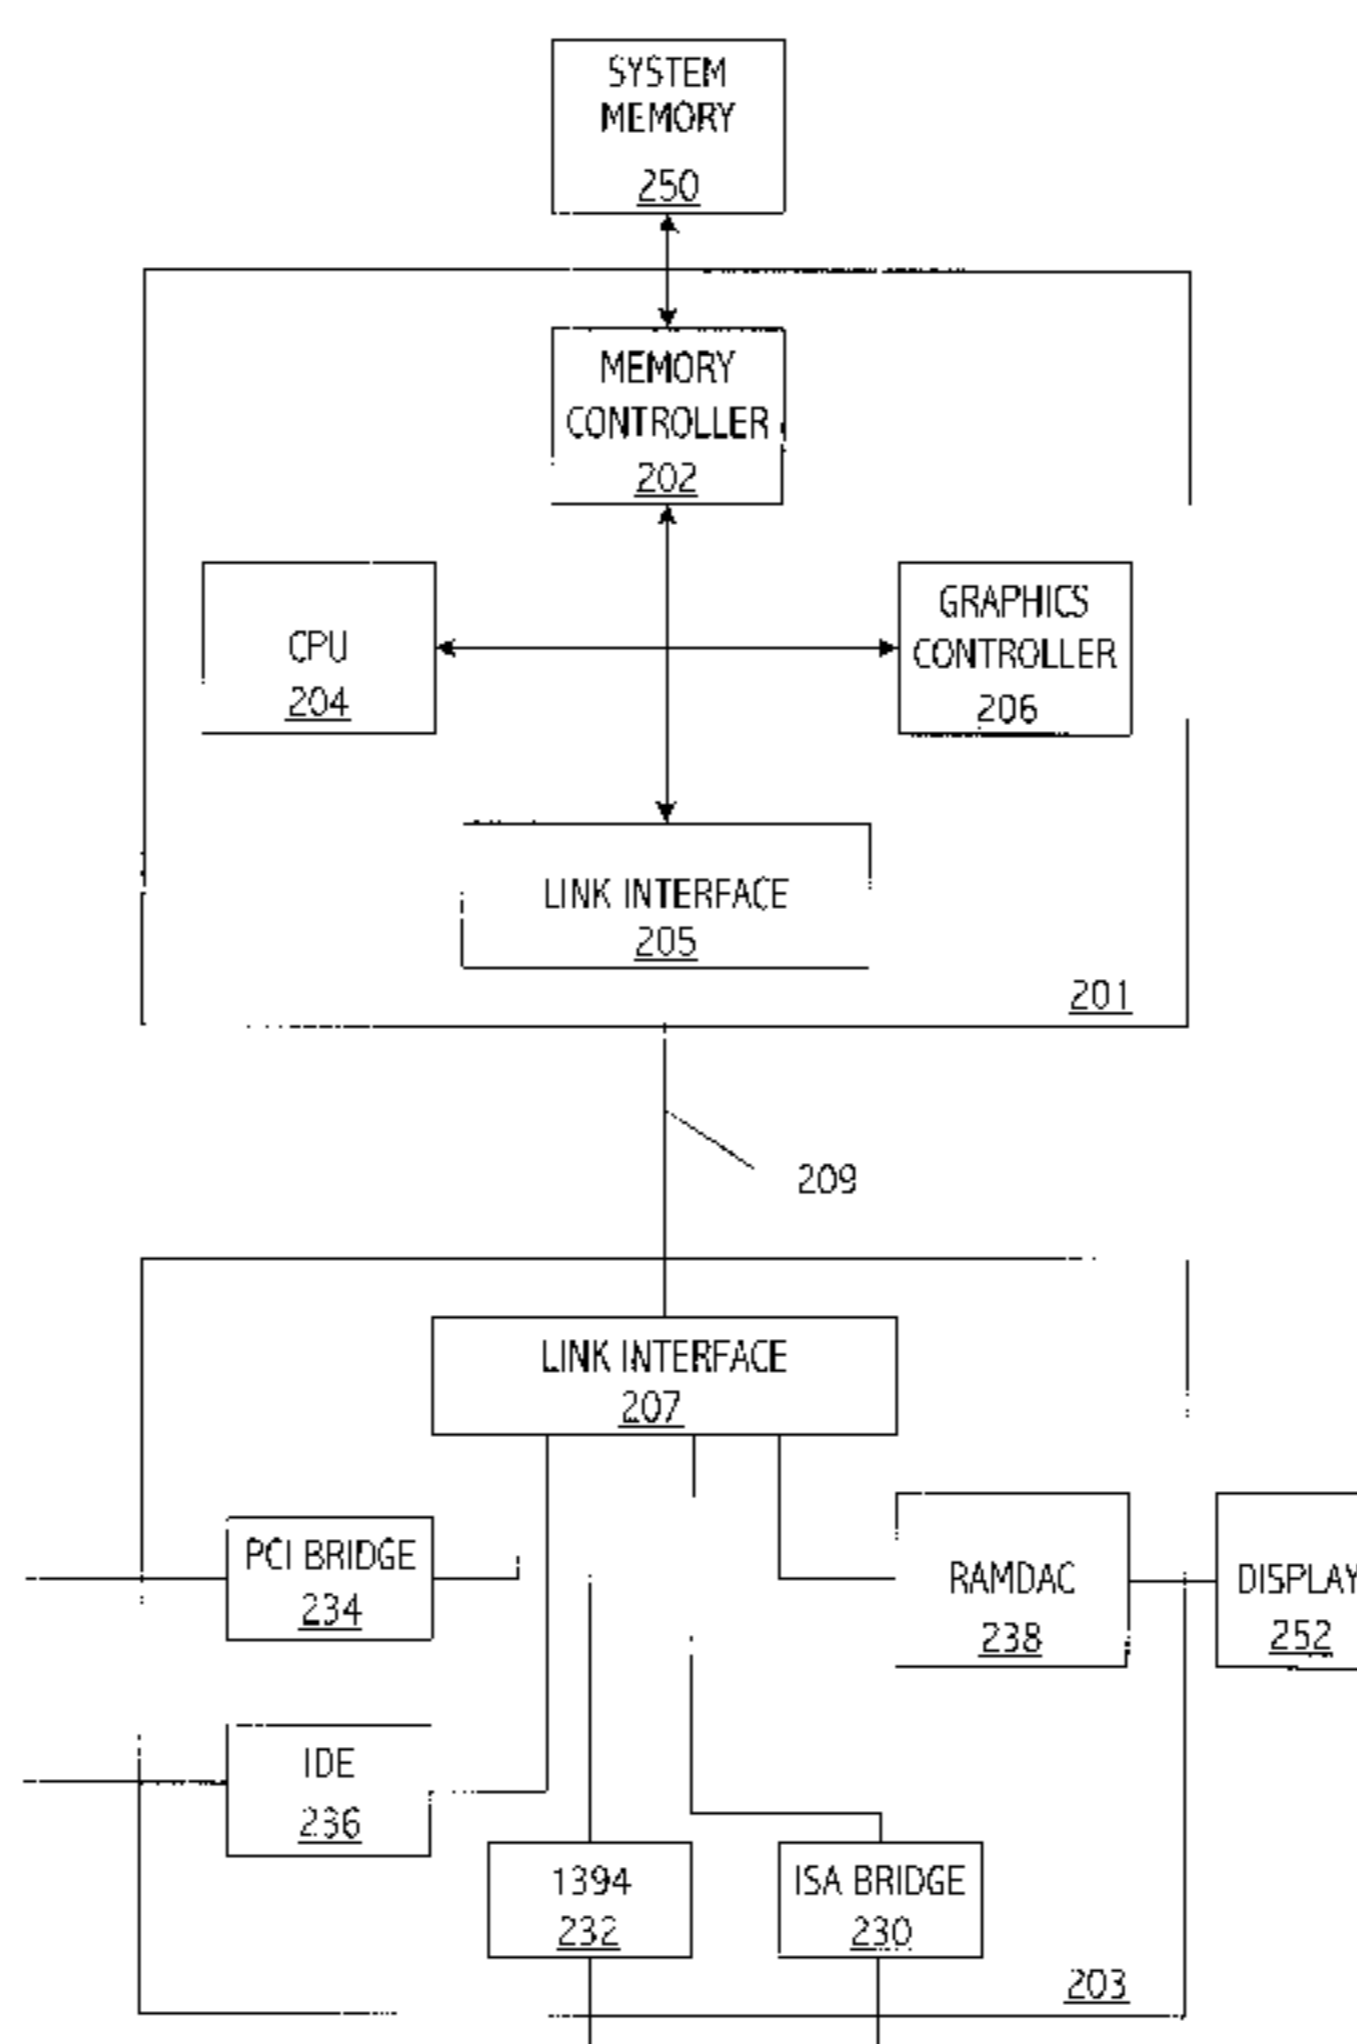 SYSTEM
MEMORY
250
MEMORY
CONTROLLER
202
CPU
204
GRAPHICS
CONTROLLER
206
LINK INTERFACE
205
201
209
LINK INTERFACE
207
PCI BRIDGE
234
RAMDAC
238
DISPLAY
252
IDE
236
1394
232
ISA BRIDGE
230
203